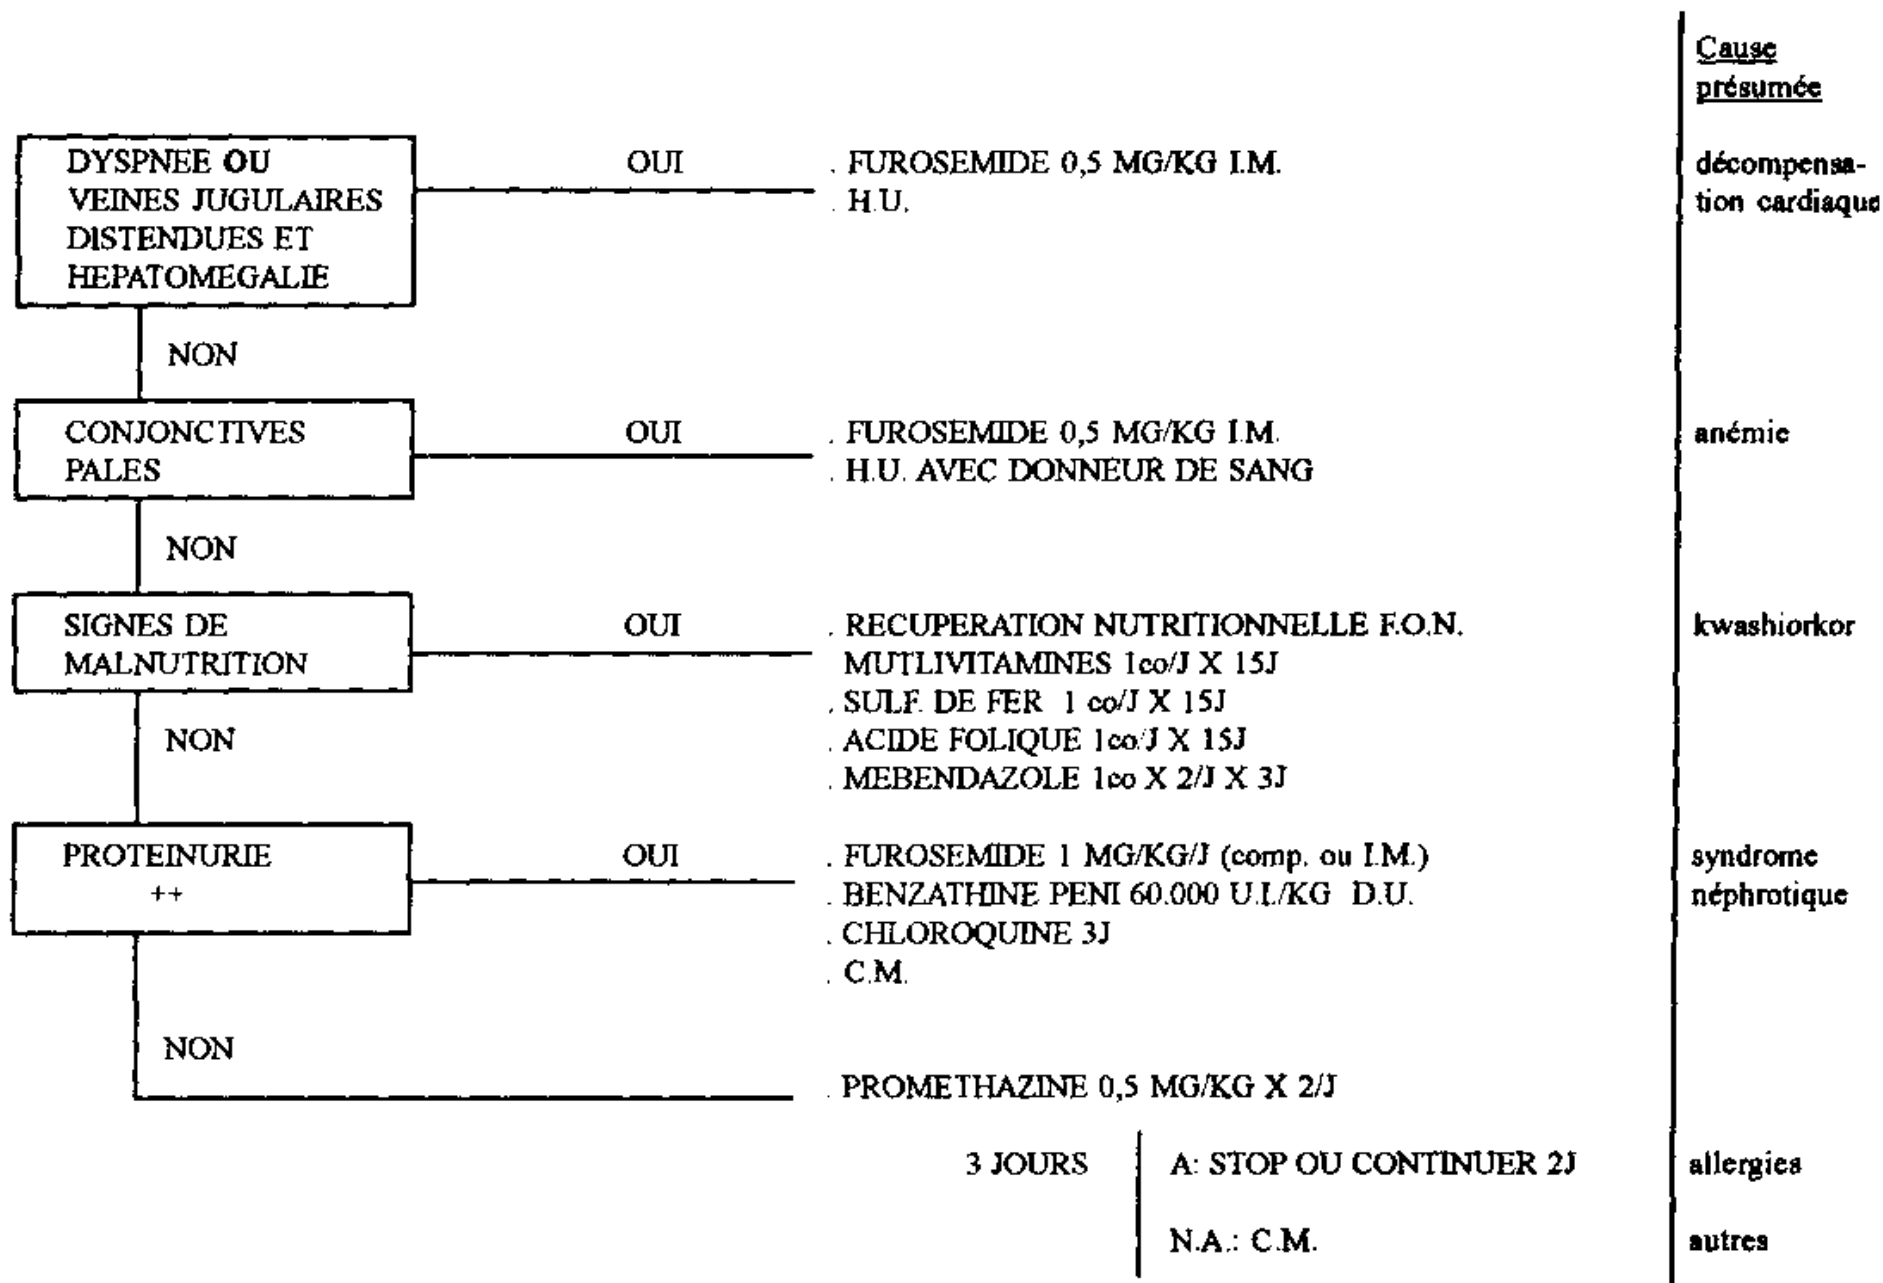 Cause
présumée
DYSPNEE OU
VEINES JUGULAIRES
DISTENDUES ET
HEPATOMEGALIE
OUI
. FUROSEMIDE 0,5 MG/KG I.M.
. H.U.
décompensa-
tion cardiaque
NON
CONJONCTIVES
PALES
OUI
. FUROSEMIDE 0,5 MG/KG I.M.
. H.U. AVEC DONNEUR DE SANG
anémie
NON
SIGNES DE
MALNUTRITION
OUI
. RECUPERATION NUTRITIONNELLE F.O.N.
MUTLIVITAMINES 1co/J X 15J
. SULF. DE FER 1 co/J X 15J
. ACIDE FOLIQUE 1co/J X 15J
. MEBENDAZOLE 1co X 2/J X 3J
kwashiorkor
NON
PROTEINURIE
++
OUI
. FUROSEMIDE 1 MG/KG/J (comp. ou I.M.)
. BENZATHINE PENI 60.000 U.I./KG D.U.
. CHLOROQUINE 3J
. C.M.
syndrome
néphrotique
NON
. PROMETHAZINE 0,5 MG/KG X 2/J
3 JOURS
A: STOP OU CONTINUER 2J
allergies
N.A.: C.M.
autres